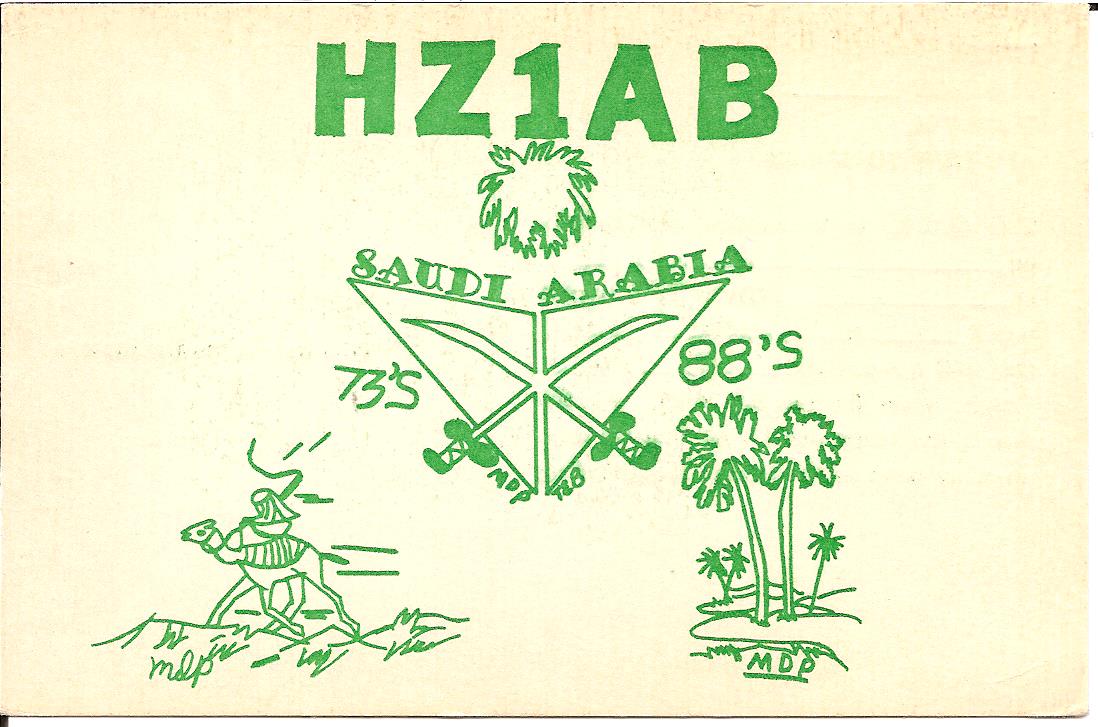 HZ1AB
SAUDI ARABIA
73'S
88'S
MDP
mdp
MDP